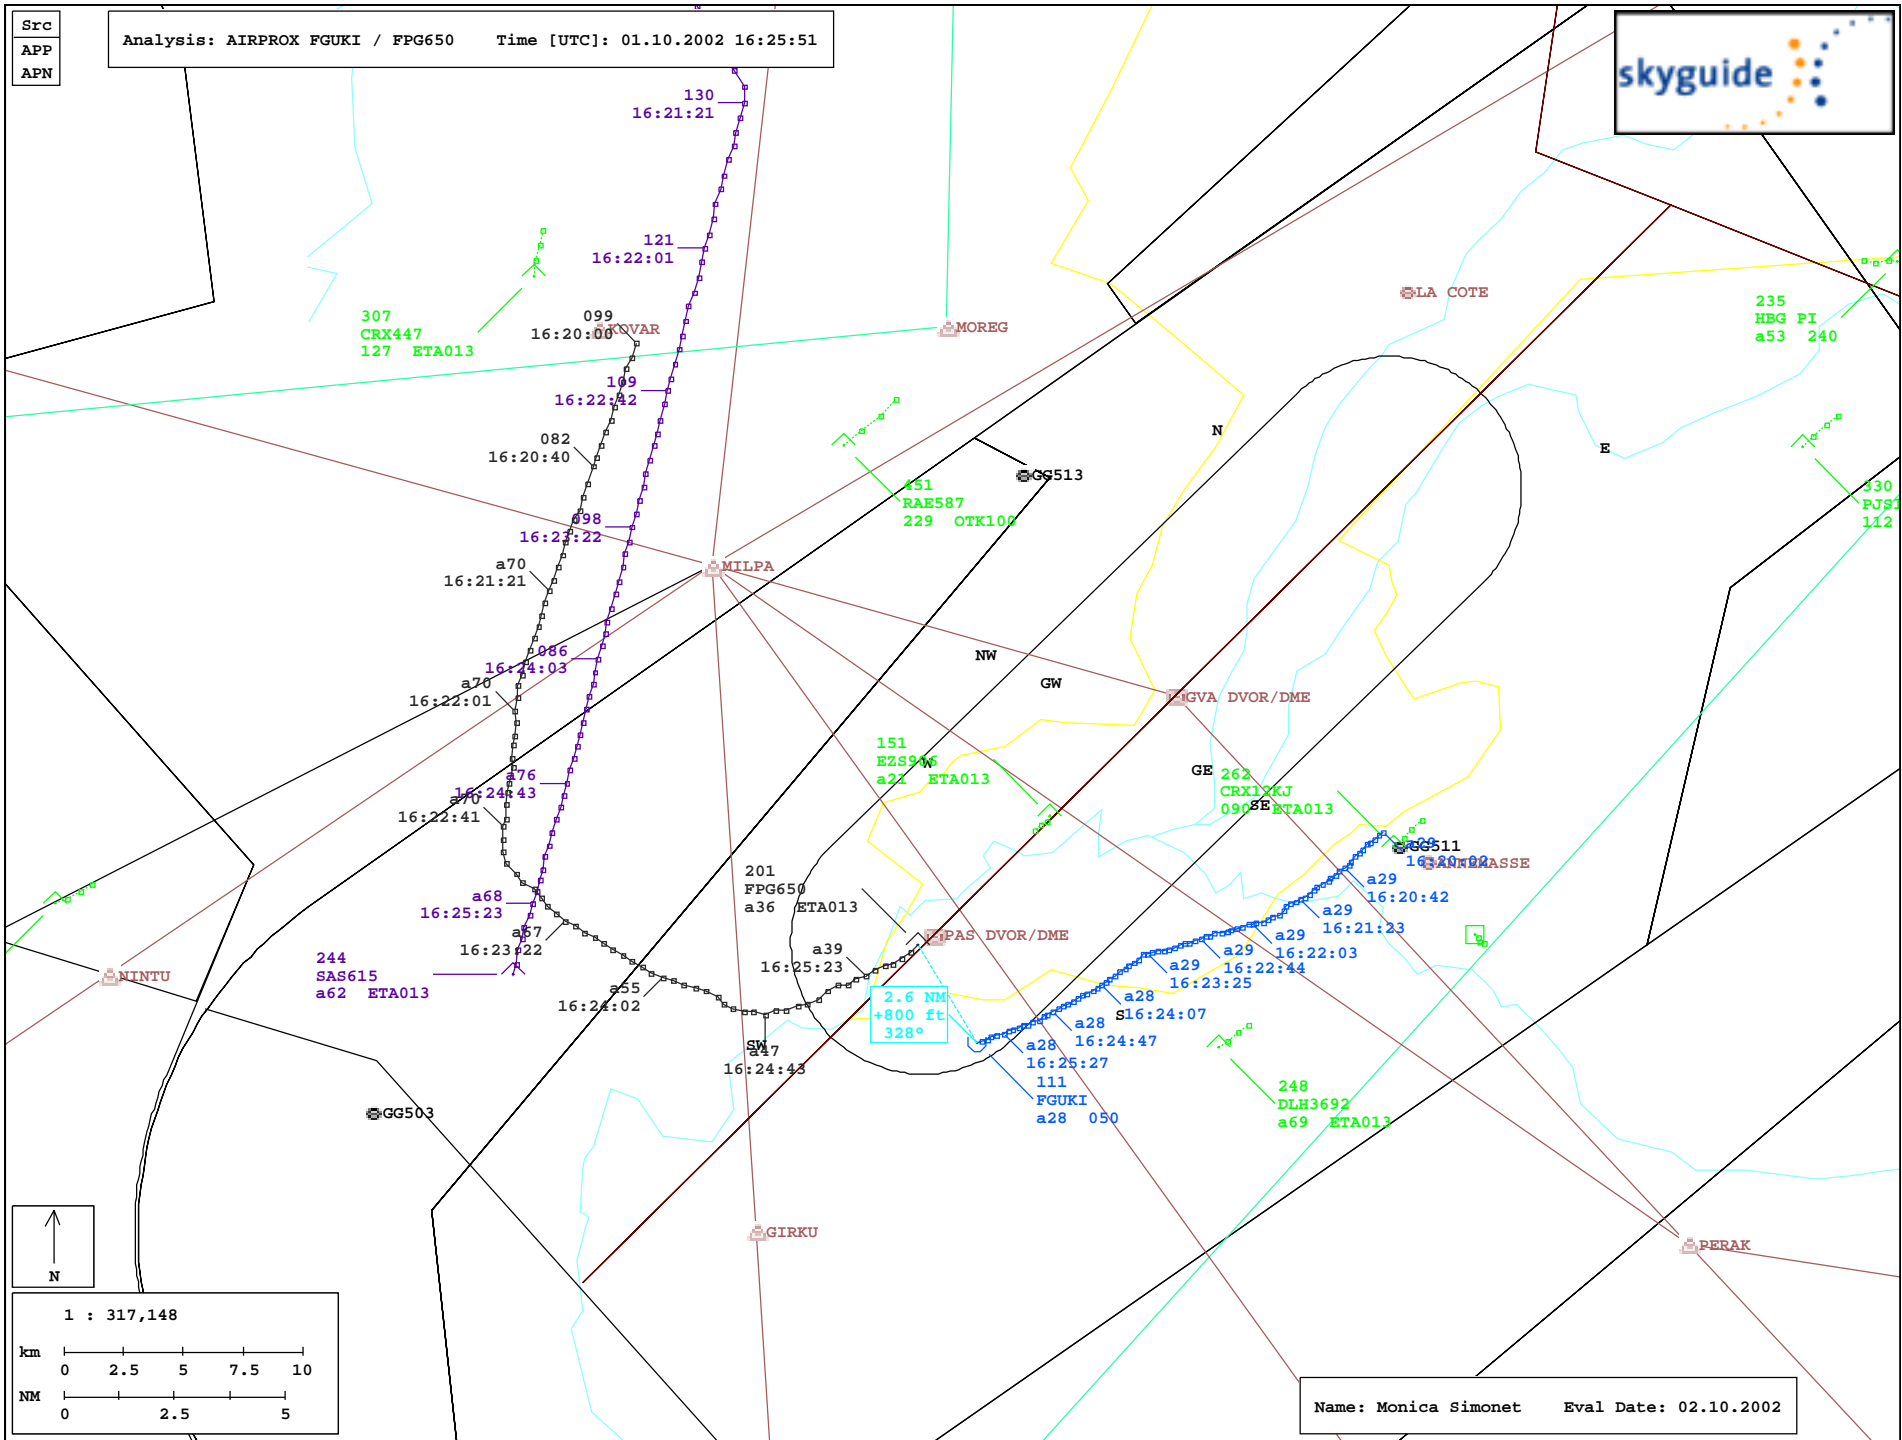 Src
APP
APN
Analysis: AIRPROX FGUKI / FPG650    Time [UTC]: 01.10.2002 16:25:51
skyguide
130
16:21:21
121
16:22:01
307
CRX447
127  ETA013
099
16:20:00
KOVAR
MOREG
LA COTE
235
HBG PI
a53  240
109
16:22:42
082
16:20:40
N
E
GG513
451
RAE587
229  OTK100
330
112
098
16:23:22
a70
16:21:21
MILPA
086
16:24:03
NW
GW
a70
16:22:01
GVA DVOR/DME
151
EZS906
a21  ETA013
W
GE
262
CRX12KJ
090  ETA013
SE
a76
16:24:43
a70
16:22:41
GG511
ANNEMASSE
a29
16:20:02
a29
16:20:42
201
FPG650
a36  ETA013
a68
16:25:23
a57
16:23:22
a29
16:21:23
a29
16:22:03
a29
16:22:44
a29
16:23:25
PAS DVOR/DME
a39
16:25:23
244
SAS615
a62  ETA013
NINTU
a55
16:24:02
2.6 NM
+800 ft
328°
a28
16:24:07
S
a28
16:24:47
a28
16:25:27
SW
a47
16:24:43
111
FGUKI
a28  050
248
DLH3692
a69  ETA013
GG503
GIRKU
PERAK
N
1 : 317,148
km
0 2.5 5 7.5 10
NM
0 2.5 5
Name: Monica Simonet    Eval Date: 02.10.2002